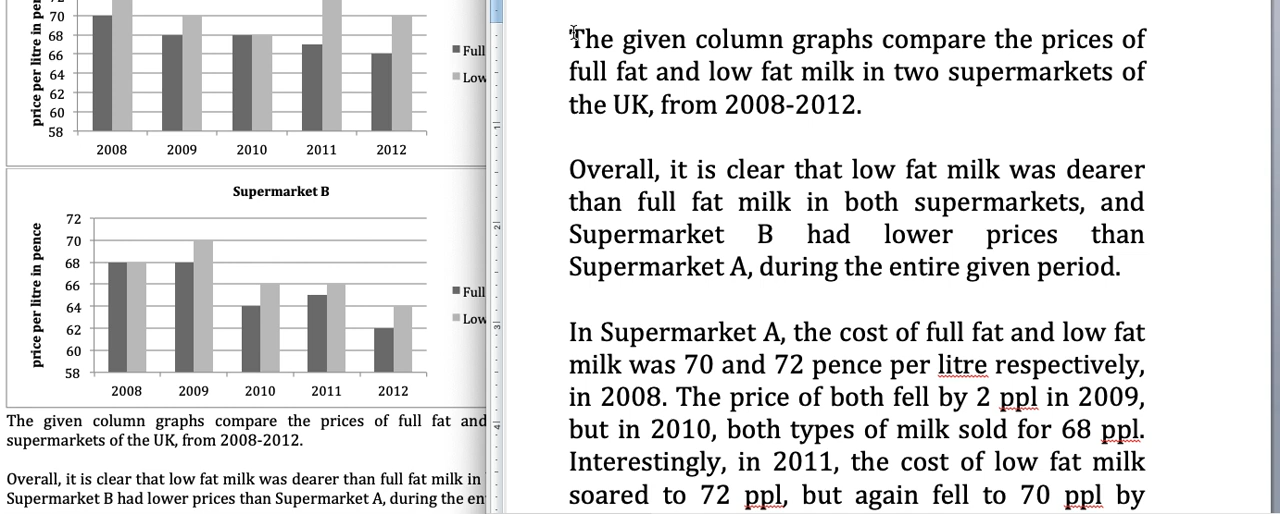 price per litre in pen
70
68
66
64
62
60
58
2008 2009 2010 2011 2012
Full
Low
Supermarket B
price per litre in pence
72
70
68
66
64
62
60
58
2008 2009 2010 2011 2012
Full
Low
The given column graphs compare the prices of full fat and
supermarkets of the UK, from 2008-2012.
Overall, it is clear that low fat milk was dearer than full fat milk in
Supermarket B had lower prices than Supermarket A, during the en
1
2
3
4
The given column graphs compare the prices of
full fat and low fat milk in two supermarkets of
the UK, from 2008-2012.
Overall, it is clear that low fat milk was dearer
than full fat milk in both supermarkets, and
Supermarket B had lower prices than
Supermarket A, during the entire given period.
In Supermarket A, the cost of full fat and low fat
milk was 70 and 72 pence per litre respectively,
in 2008. The price of both fell by 2 ppl in 2009,
but in 2010, both types of milk sold for 68 ppl.
Interestingly, in 2011, the cost of low fat milk
soared to 72 ppl, but again fell to 70 ppl by